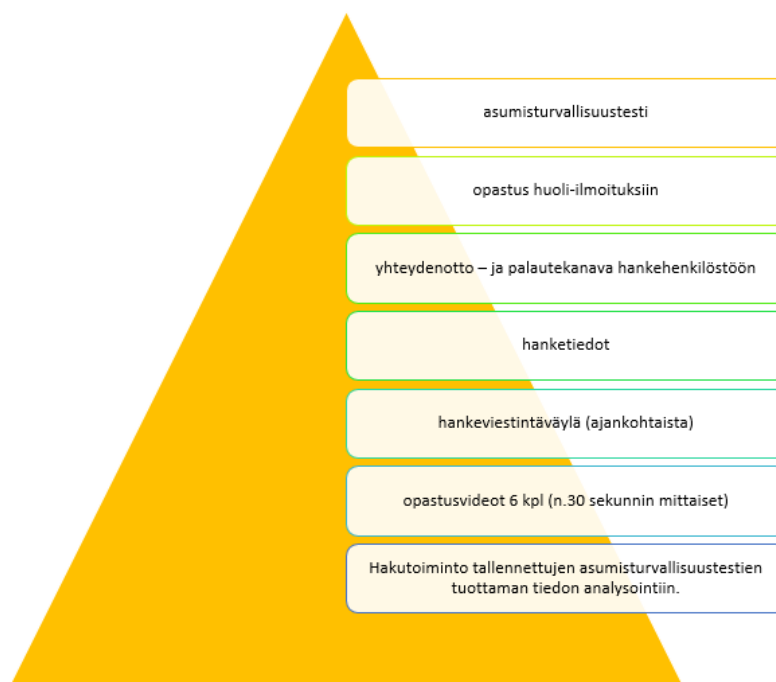 asumisturvallisuustesti
opastus huoli-ilmoituksiin
yhteydenotto – ja palautekanava hankehenkilöstöön
hanketiedot
hankeviestintäväylä (ajankohtaista)
opastusvideot 6 kpl (n.30 sekunnin mittaiset)
Hakutoiminto tallennettujen asumisturvallisuustestien
tuottaman tiedon analysointiin.